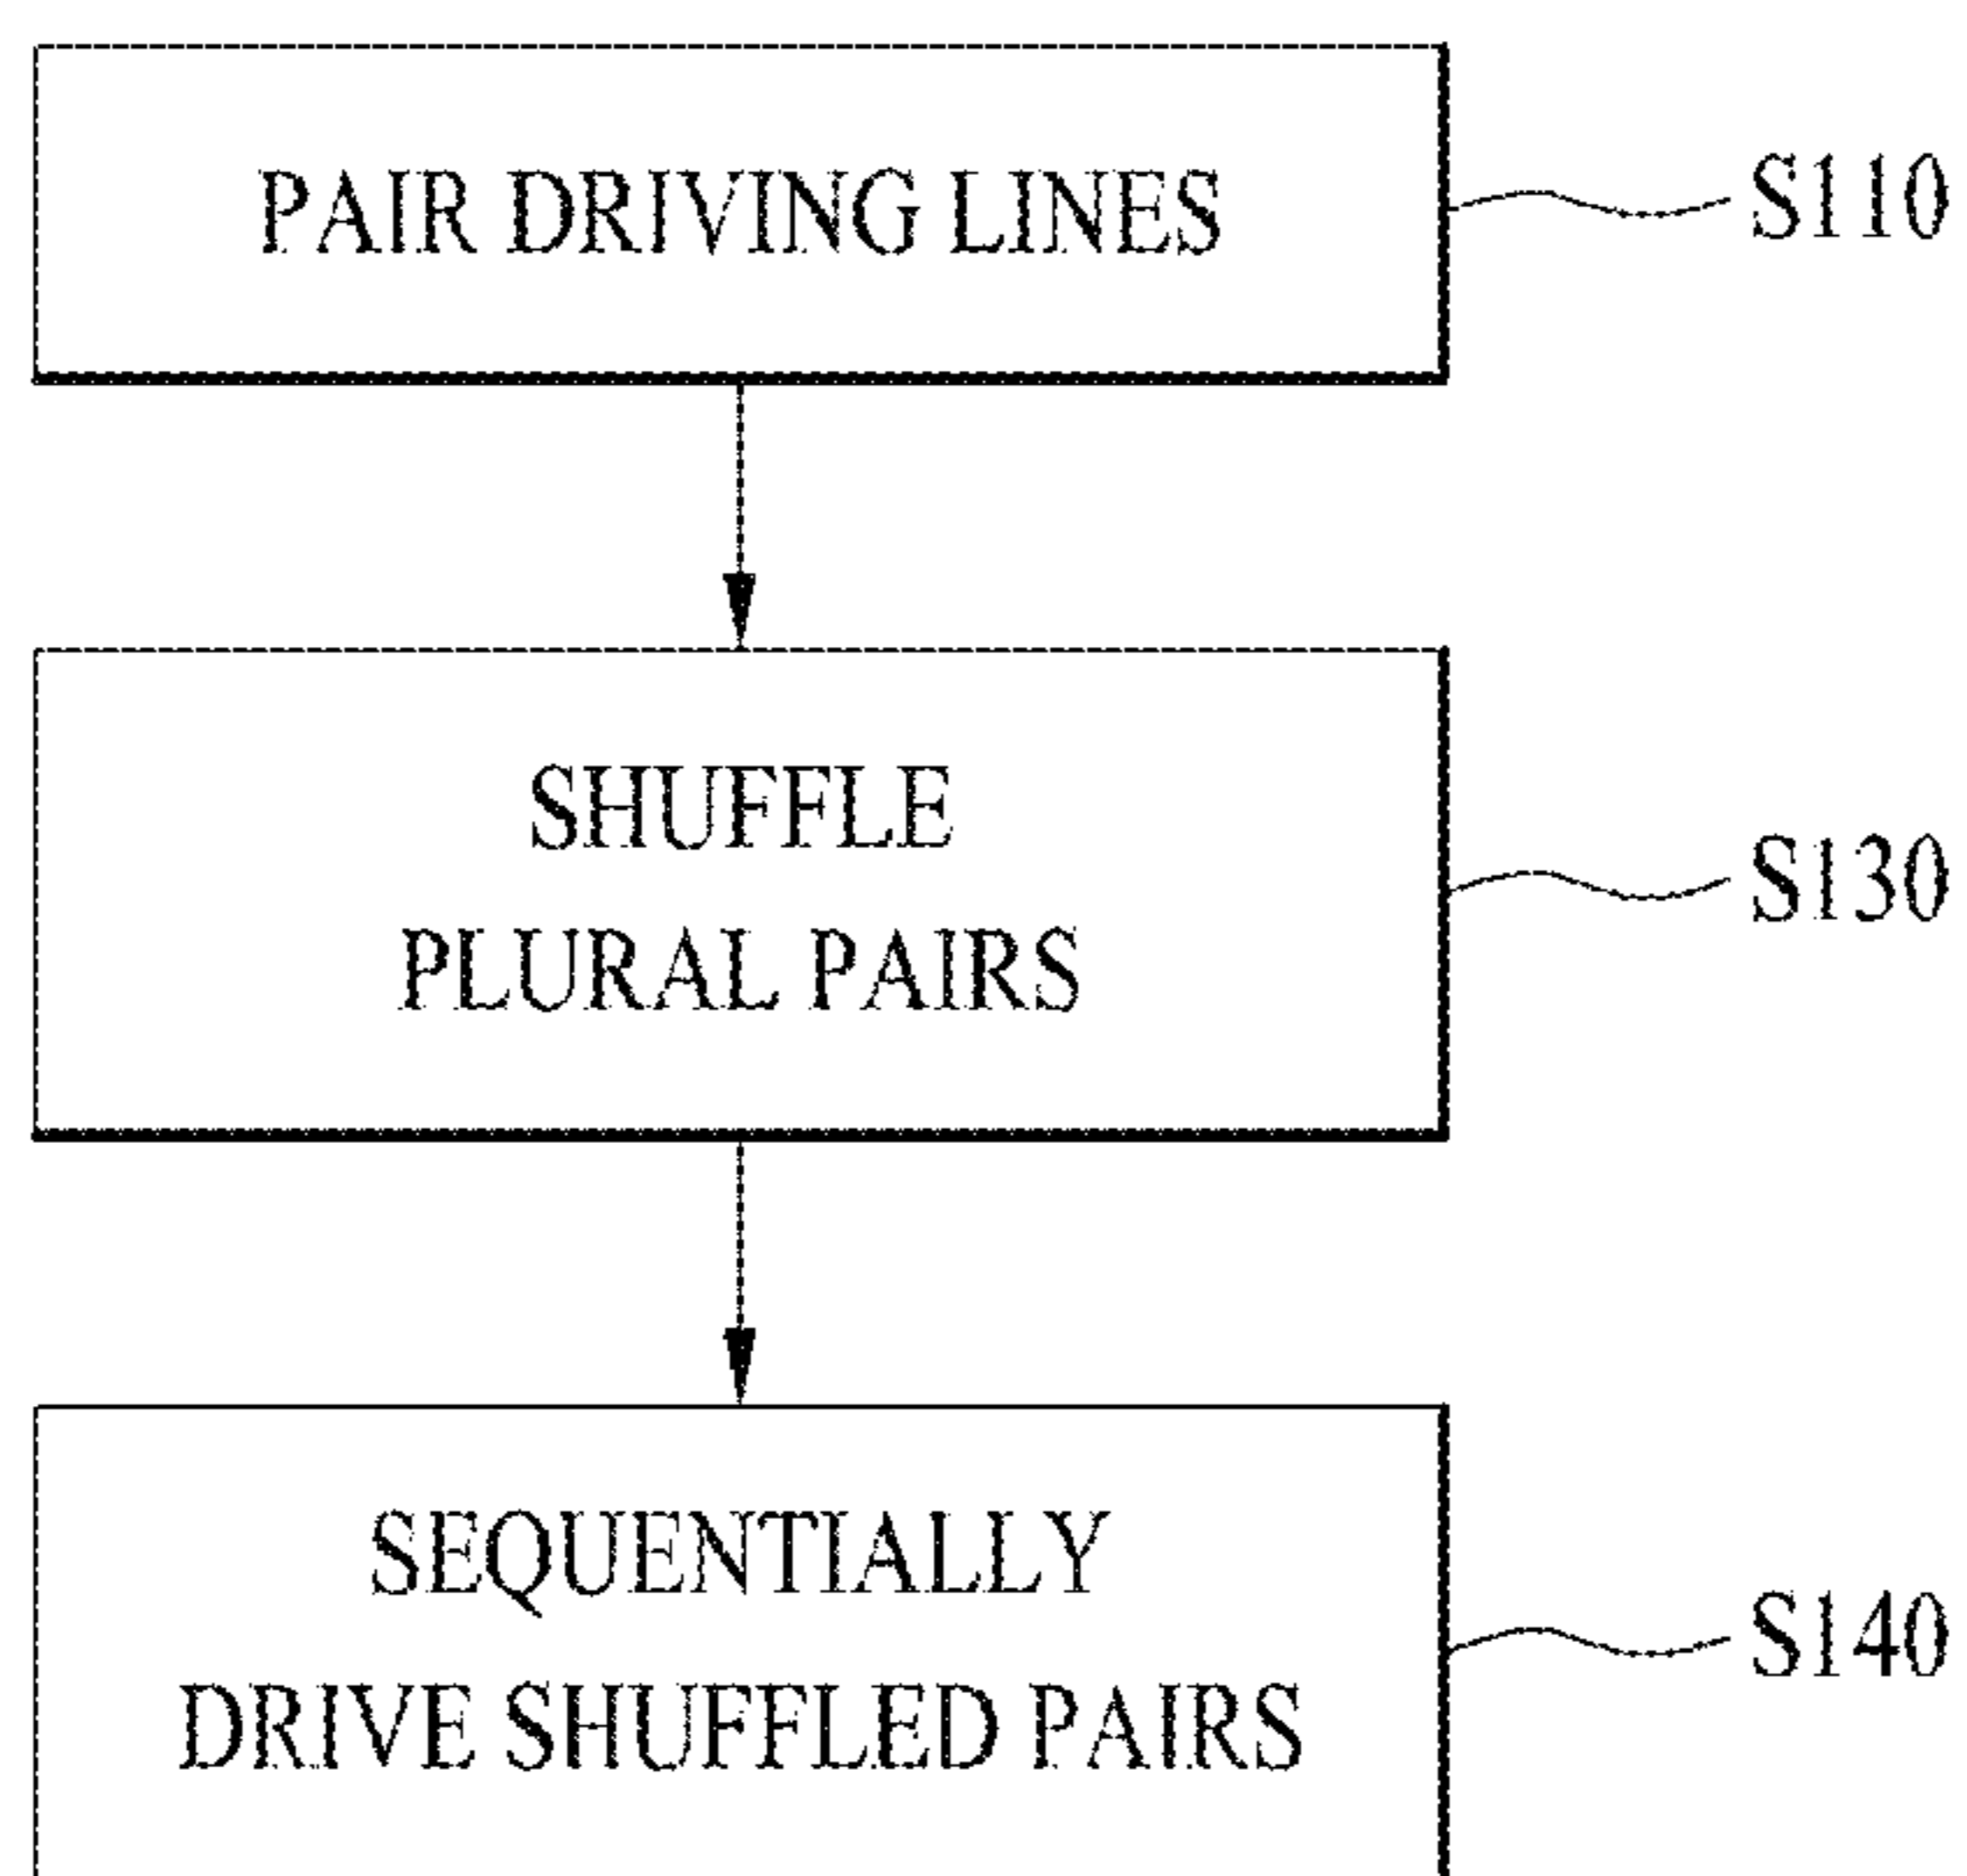 PAIR DRIVING LINES
S110
SHUFFLE
PLURAL PAIRS
S130
SEQUENTIALLY
DRIVE SHUFFLED PAIRS
S140